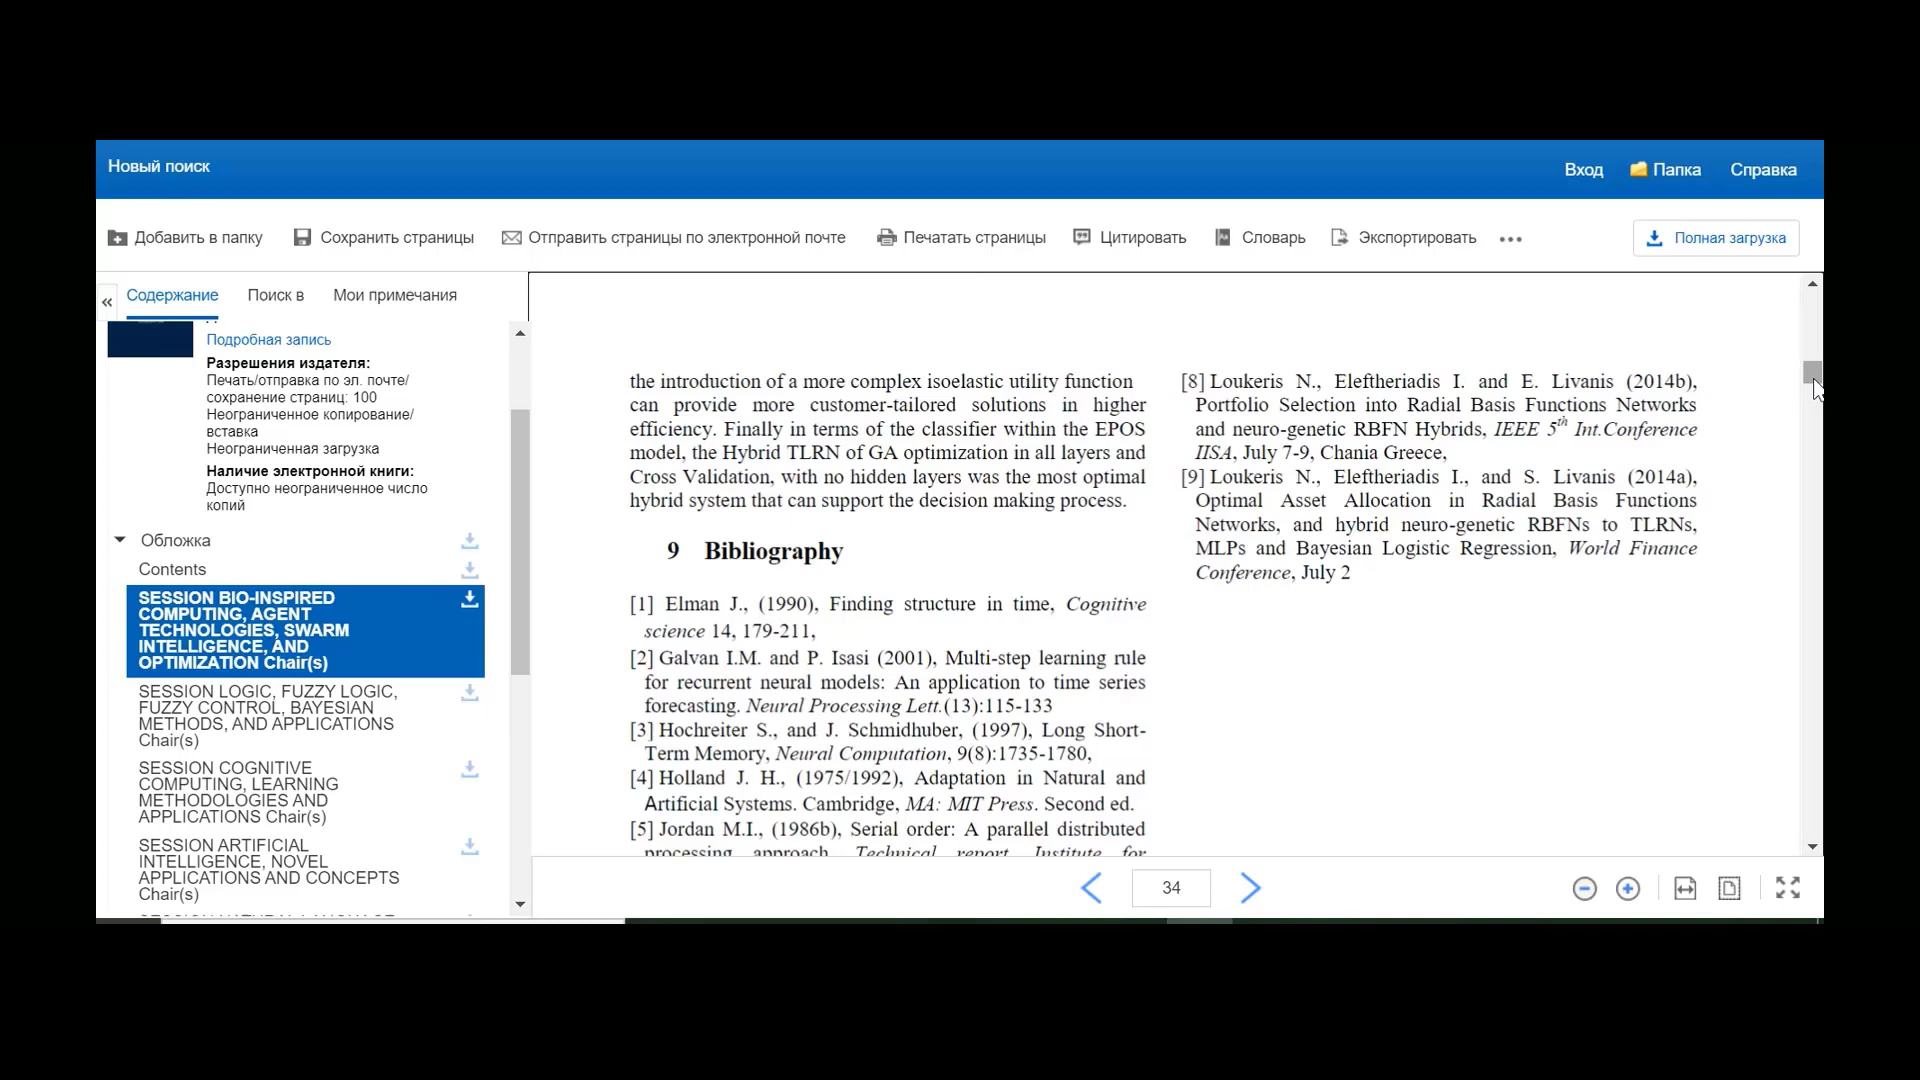 Новый поиск
Вход
Папка
Справка
Добавить в папку
Сохранить страницы
Отправить страницы по электронной почте
Печатать страницы
Цитировать
Словарь
Экспортировать
Полная загрузка
Содержание
Поиск в
Мои примечания
Подробная запись
Разрешения издателя:
Печать/отправка по эл. почте/
сохранение страниц: 100
Неограниченное копирование/
вставка
Неограниченная загрузка
Наличие электронной книги:
Доступно неограниченное число
копий
Обложка
Contents
SESSION BIO-INSPIRED
COMPUTING, AGENT
TECHNOLOGIES, SWARM
INTELLIGENCE, AND
OPTIMIZATION Chair(s)
SESSION LOGIC, FUZZY LOGIC,
FUZZY CONTROL, BAYESIAN
METHODS, AND APPLICATIONS
Chair(s)
SESSION COGNITIVE
COMPUTING, LEARNING
METHODOLOGIES AND
APPLICATIONS Chair(s)
SESSION ARTIFICIAL
INTELLIGENCE, NOVEL
APPLICATIONS AND CONCEPTS
Chair(s)
the introduction of a more complex isoelastic utility function
can provide more customer-tailored solutions in higher
efficiency. Finally in terms of the classifier within the EPOS
model, the Hybrid TLRN of GA optimization in all layers and
Cross Validation, with no hidden layers was the most optimal
hybrid system that can support the decision making process.
9 Bibliography
[1] Elman J., (1990), Finding structure in time, Cognitive
science 14, 179-211,
[2] Galvan I.M. and P. Isasi (2001), Multi-step learning rule
for recurrent neural models: An application to time series
forecasting. Neural Processing Lett.(13):115-133
[3] Hochreiter S., and J. Schmidhuber, (1997), Long Short-
Term Memory, Neural Computation, 9(8):1735-1780,
[4] Holland J. H., (1975/1992), Adaptation in Natural and
Artificial Systems. Cambridge, MA: MIT Press. Second ed.
[5] Jordan M.I., (1986b), Serial order: A parallel distributed
processing approach. Technical report, Institute for
[8] Loukeris N., Eleftheriadis I. and E. Livanis (2014b),
Portfolio Selection into Radial Basis Functions Networks
and neuro-genetic RBFN Hybrids, IEEE 5th Int.Conference
IISA, July 7-9, Chania Greece,
[9] Loukeris N., Eleftheriadis I., and S. Livanis (2014a),
Optimal Asset Allocation in Radial Basis Functions
Networks, and hybrid neuro-genetic RBFNs to TLRNs,
MLPs and Bayesian Logistic Regression, World Finance
Conference, July 2
34